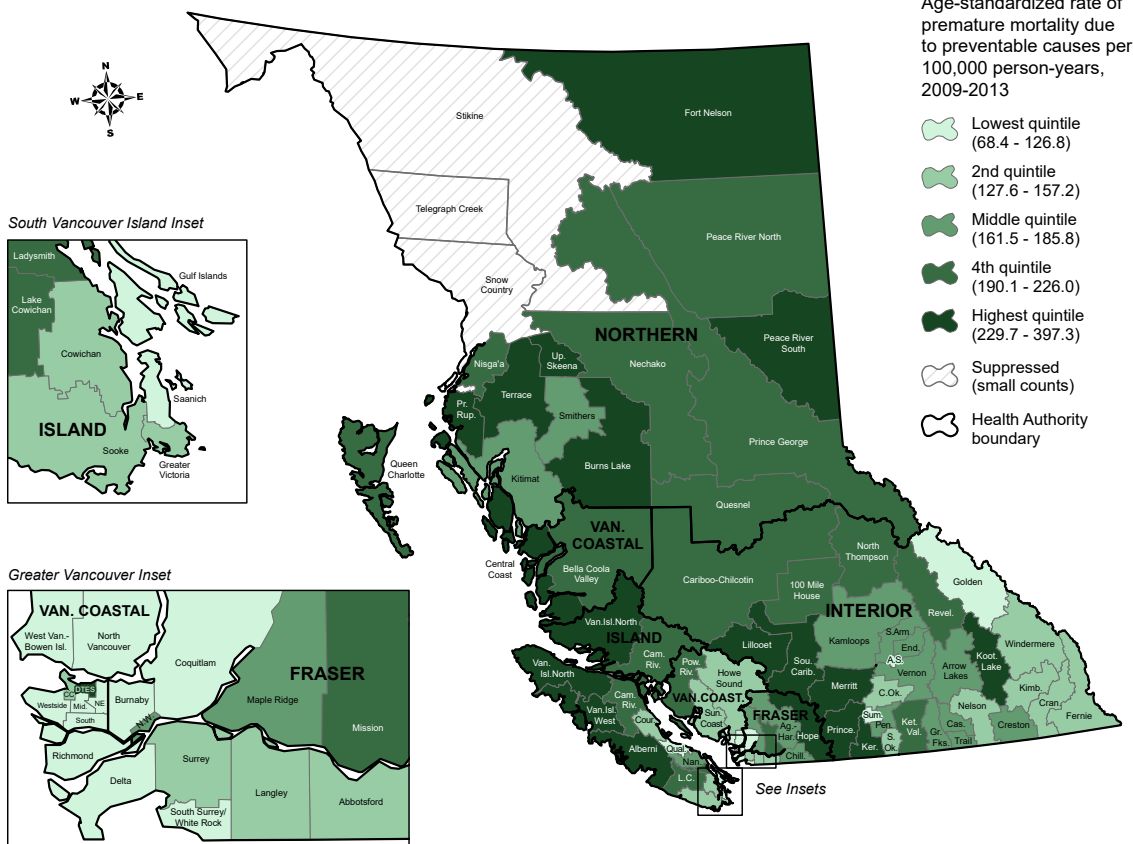 Age-standardized rate of
premature mortality due
to preventable causes per
100,000 person-years,
2009-2013
Lowest quintile
(68.4 - 126.8)
2nd quintile
(127.6 - 157.2)
Middle quintile
(161.5 - 185.8)
4th quintile
(190.1 - 226.0)
Highest quintile
(229.7 - 397.3)
Suppressed
(small counts)
Health Authority
boundary
N
W
E
S
Stikine
Fort Nelson
Telegraph Creek
Peace River North
Snow
Country
NORTHERN
Peace River
South
Nisga'a
Up.
Skeena
Nechako
Terrace
Pr.
Rup.
Smithers
Prince George
Queen
Charlotte
Kitimat
Burns Lake
Quesnel
VAN.
COASTAL
Central
Coast
Bella Coola
Valley
Cariboo-Chilcotin
North
Thompson
100 Mile
House
Golden
INTERIOR
Revel.
Van.Isl.North
ISLAND
Lillooet
Kamloops
S.Arm.
End.
Windermere
Van.
Isl.North
Cam.
Riv.
Pow.
Riv.
Howe
Sound
Sou.
Carib.
A.S.
Vernon
Arrow
Lakes
Koot.
Lake
VAN.COAST.
Merritt
C.Ok.
Kimb.
Cam.
Riv.
Van.Isl.
West
Cour.
Sun.
Coast
FRASER
Ag.-
Har.
Hope
Prince.
Sum.
Pen.
Ket.
Val.
Nelson
Cran.
Fernie
Alberni
Qual.
Nan.
Chill.
Ker.
S.
Ok.
Gr.
Fks.
Cas.
Trail
Creston
L.C.
See Insets
South Vancouver Island Inset
Ladysmith
Gulf Islands
Lake
Cowichan
Cowichan
Saanich
ISLAND
Sooke
Greater
Victoria
Greater Vancouver Inset
VAN. COASTAL
West Van.-
Bowen Isl.
North
Vancouver
Coquitlam
FRASER
DTES
CC
Westside
Mid.
NE
South
Burnaby
N.W.
Maple Ridge
Mission
Richmond
Delta
Surrey
Langley
Abbotsford
South Surrey/
White Rock